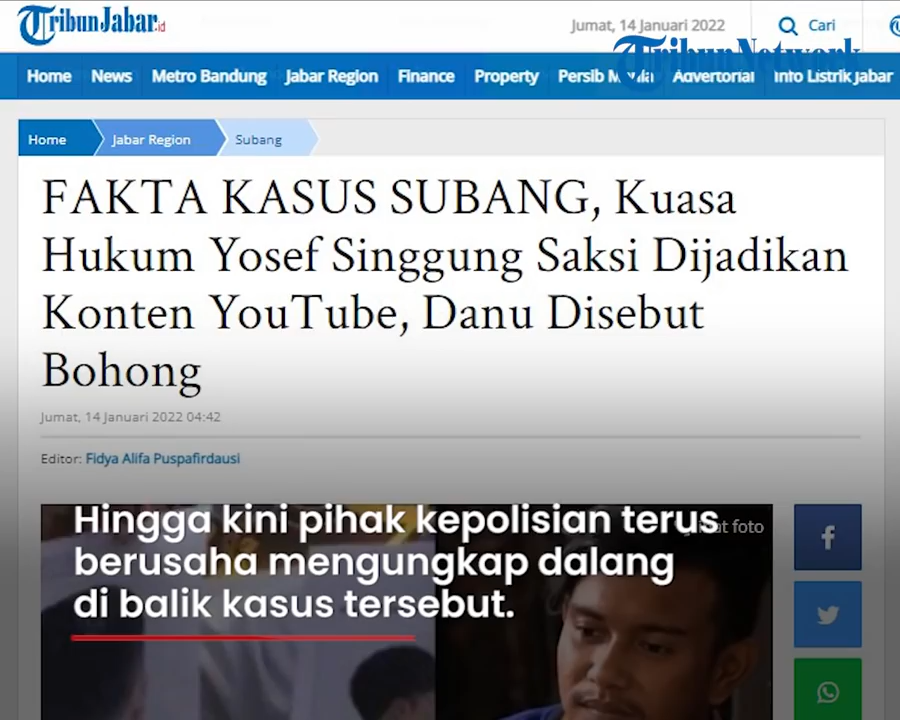 TribunJabar.id
Jumat, 14 Januari 2022
Cari
TribunNetwork
Home News Metro Bandung Jabar Region Finance Property Persib Advertorial Info Listrik Jabar
Home Jabar Region Subang
FAKTA KASUS SUBANG, Kuasa
Hukum Yosef Singgung Saksi Dijadikan
Konten YouTube, Danu Disebut
Bohong
Jumat, 14 Januari 2022 04:42
Editor: Fidya Alifa Puspafirdausi
foto
Hingga kini pihak kepolisian terus
berusaha mengungkap dalang
di balik kasus tersebut.